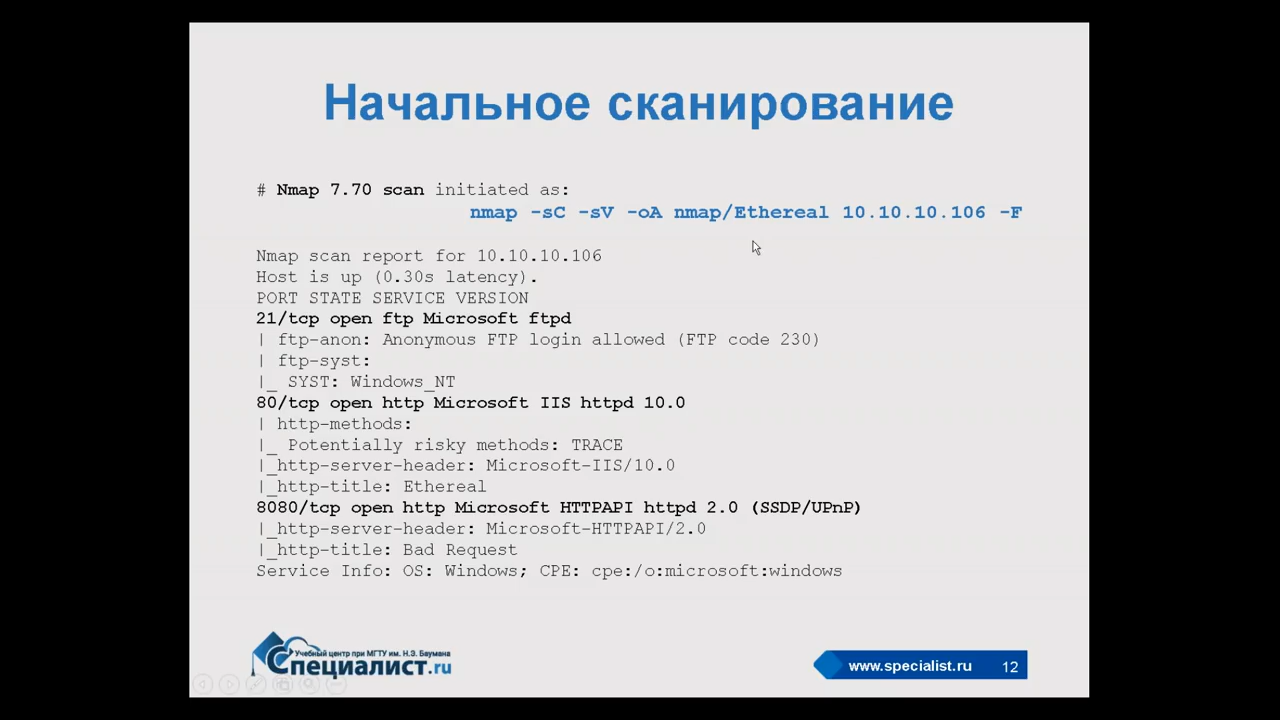 Начальное сканирование
# Nmap 7.70 scan initiated as:
nmap -sC -sV -oA nmap/Ethereal 10.10.10.106 -F
Nmap scan report for 10.10.10.106
Host is up (0.30s latency).
PORT STATE SERVICE VERSION
21/tcp open ftp Microsoft ftpd
| ftp-anon: Anonymous FTP login allowed (FTP code 230)
| ftp-syst:
|_ SYST: Windows_NT
80/tcp open http Microsoft IIS httpd 10.0
| http-methods:
|_ Potentially risky methods: TRACE
|_http-server-header: Microsoft-IIS/10.0
|_http-title: Ethereal
8080/tcp open http Microsoft HTTPAPI httpd 2.0 (SSDP/UPnP)
|_http-server-header: Microsoft-HTTPAPI/2.0
|_http-title: Bad Request
Service Info: OS: Windows; CPE: cpe:/o:microsoft:windows
Учебный центр при МГТУ им. Н.Э. Баумана
Специалист.ru
www.specialist.ru 12